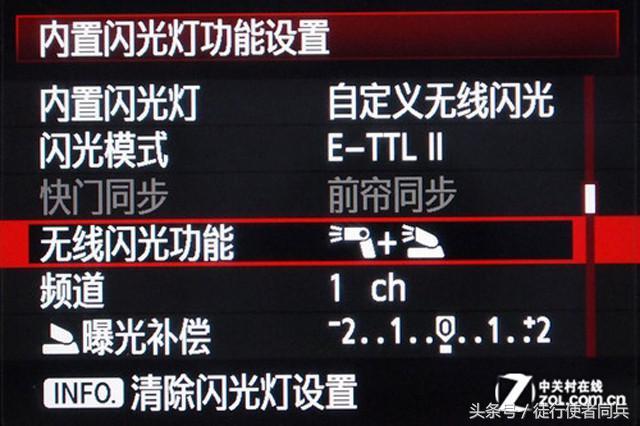 内置闪光灯功能设置
内置闪光灯 自定义无线闪光
闪光模式 E-TTL II
快门同步 前帘同步
无线闪光功能 +
频道 1 ch
曝光补偿 -2..1..0..1..+2
INFO. 清除闪光灯设置
Z 中关村在线
ZOL.COM.CN
头条号 / 徒行使者同兵